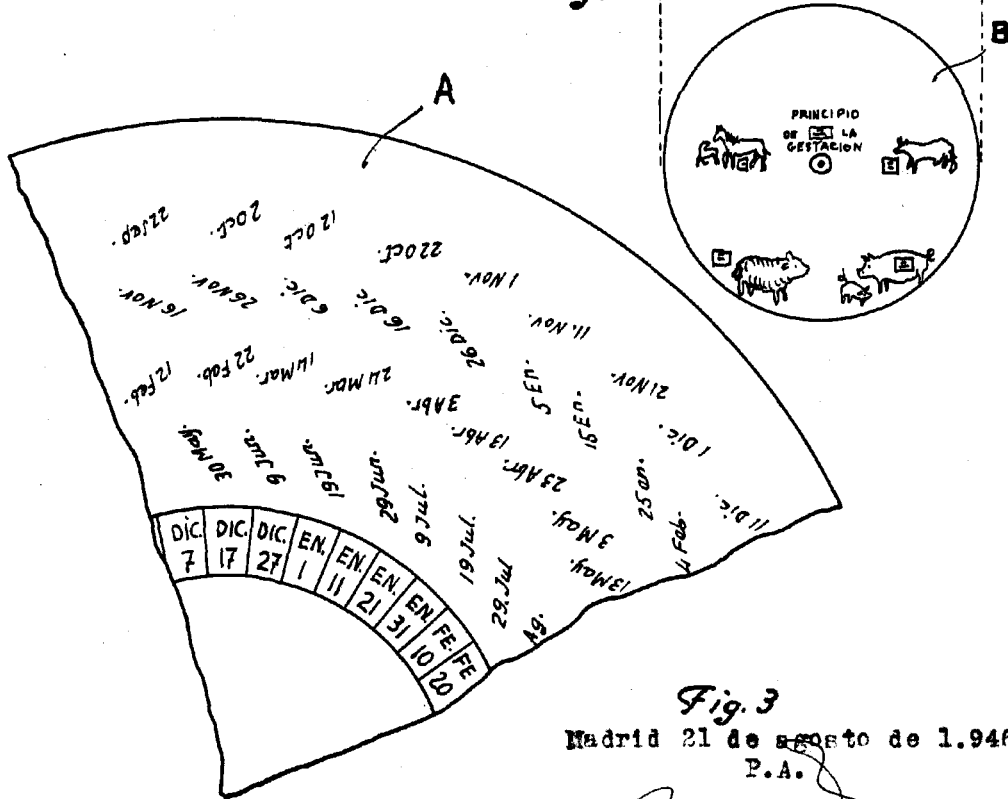 A
B
PRINCIPIO
DE LA
GESTACION
22 Sep.
2 Oct.
12 Oct
22 Oct.
1 Nov.
11. Nov.
21 Nov.
1 Dic.
11 Dic.
16 Nov.
26 Nov.
6 Dic.
16 Dic
26 Dic.
5 En.
15 En.
25 en.
4 Feb.
12 Feb.
22 Feb.
14 Mar.
24 Mar.
3 Abr.
13 Abr.
23 Abr.
3 May.
13 May.
30 May.
9 Jun.
19 Jun.
29 Jun.
9 Jul.
19 Jul.
29. Jul
Ag.
DIC. 7
DIC. 17
DIC. 27
EN. 1
EN. 11
EN. 21
EN. 31
FE. 10
FE 20
Fig. 3
Madrid 21 de agosto de 1.946
P.A.